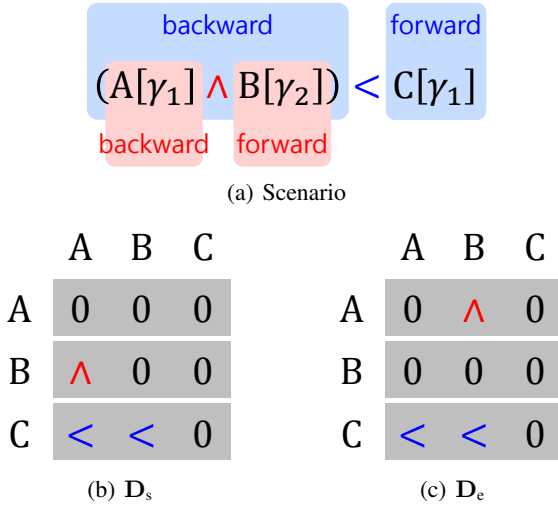 backward forward
(A[γ₁] ∧ B[γ₂]) < C[γ₁]
backward forward
(a) Scenario
A B C A B C
A 0 0 0 A 0 ∧ 0
B ∧ 0 0 B 0 0 0
C < < 0 C < < 0
(b) Dₛ (c) Dₑ